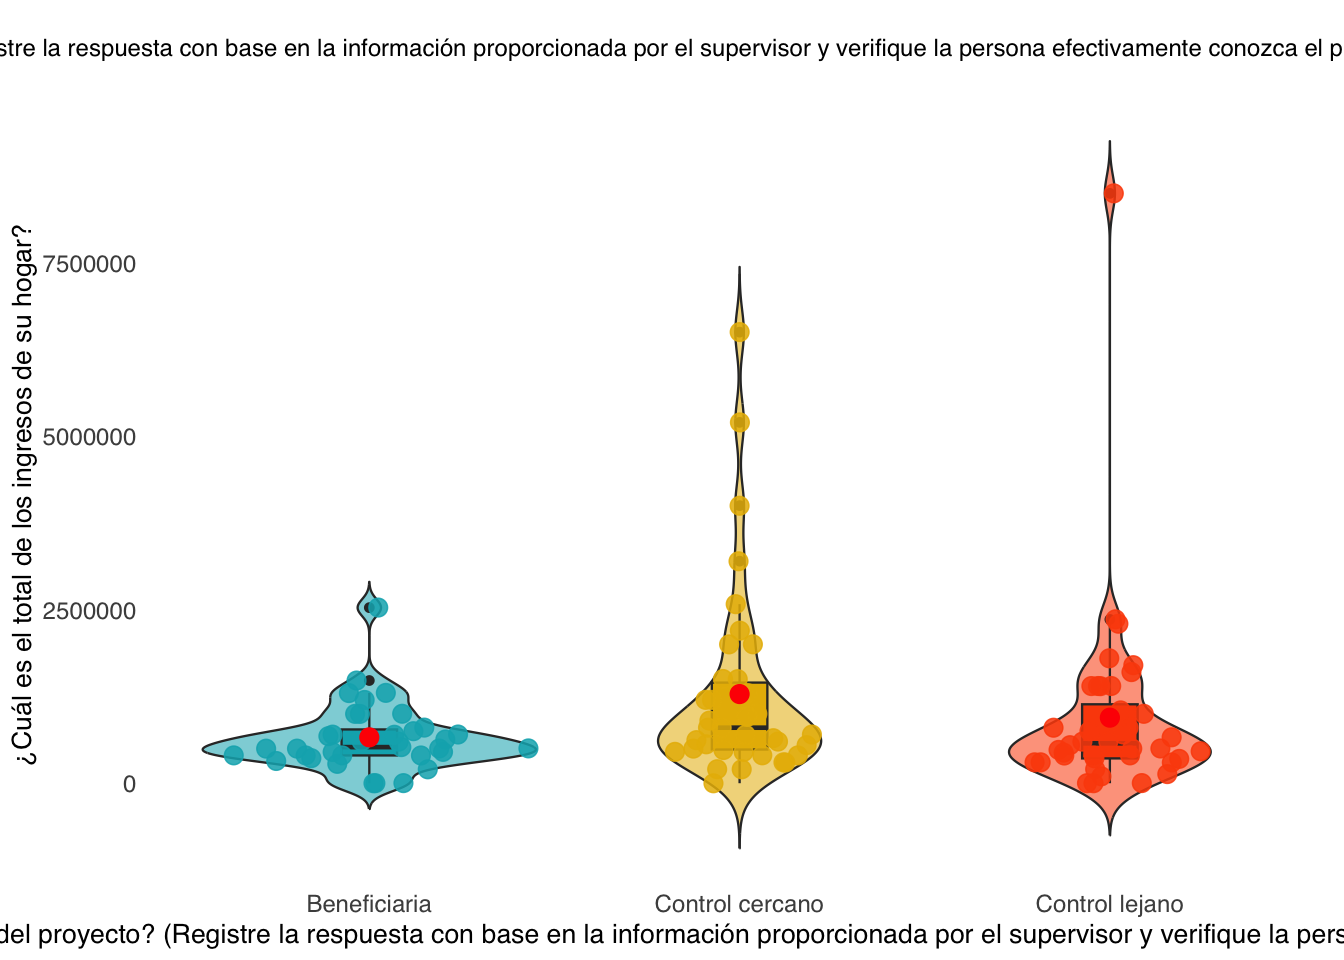 stre la respuesta con base en la información proporcionada por el supervisor y verifique la persona efectivamente conozca el p
¿Cuál es el total de los ingresos de su hogar?
7500000
5000000
2500000
0
Beneficiaria
Control cercano
Control lejano
del proyecto? (Registre la respuesta con base en la información proporcionada por el supervisor y verifique la pers